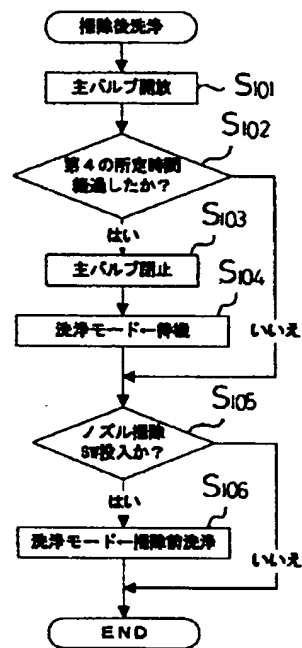 掃除後洗浄
主バルブ開放
S101
S102
第4の所定時間
経過したか？
はい
S103
主バルブ閉止
S104
洗浄モード←待機
いいえ
S105
ノズル掃除
SW投入か？
はい
S106
洗浄モード←掃除前洗浄
いいえ
END